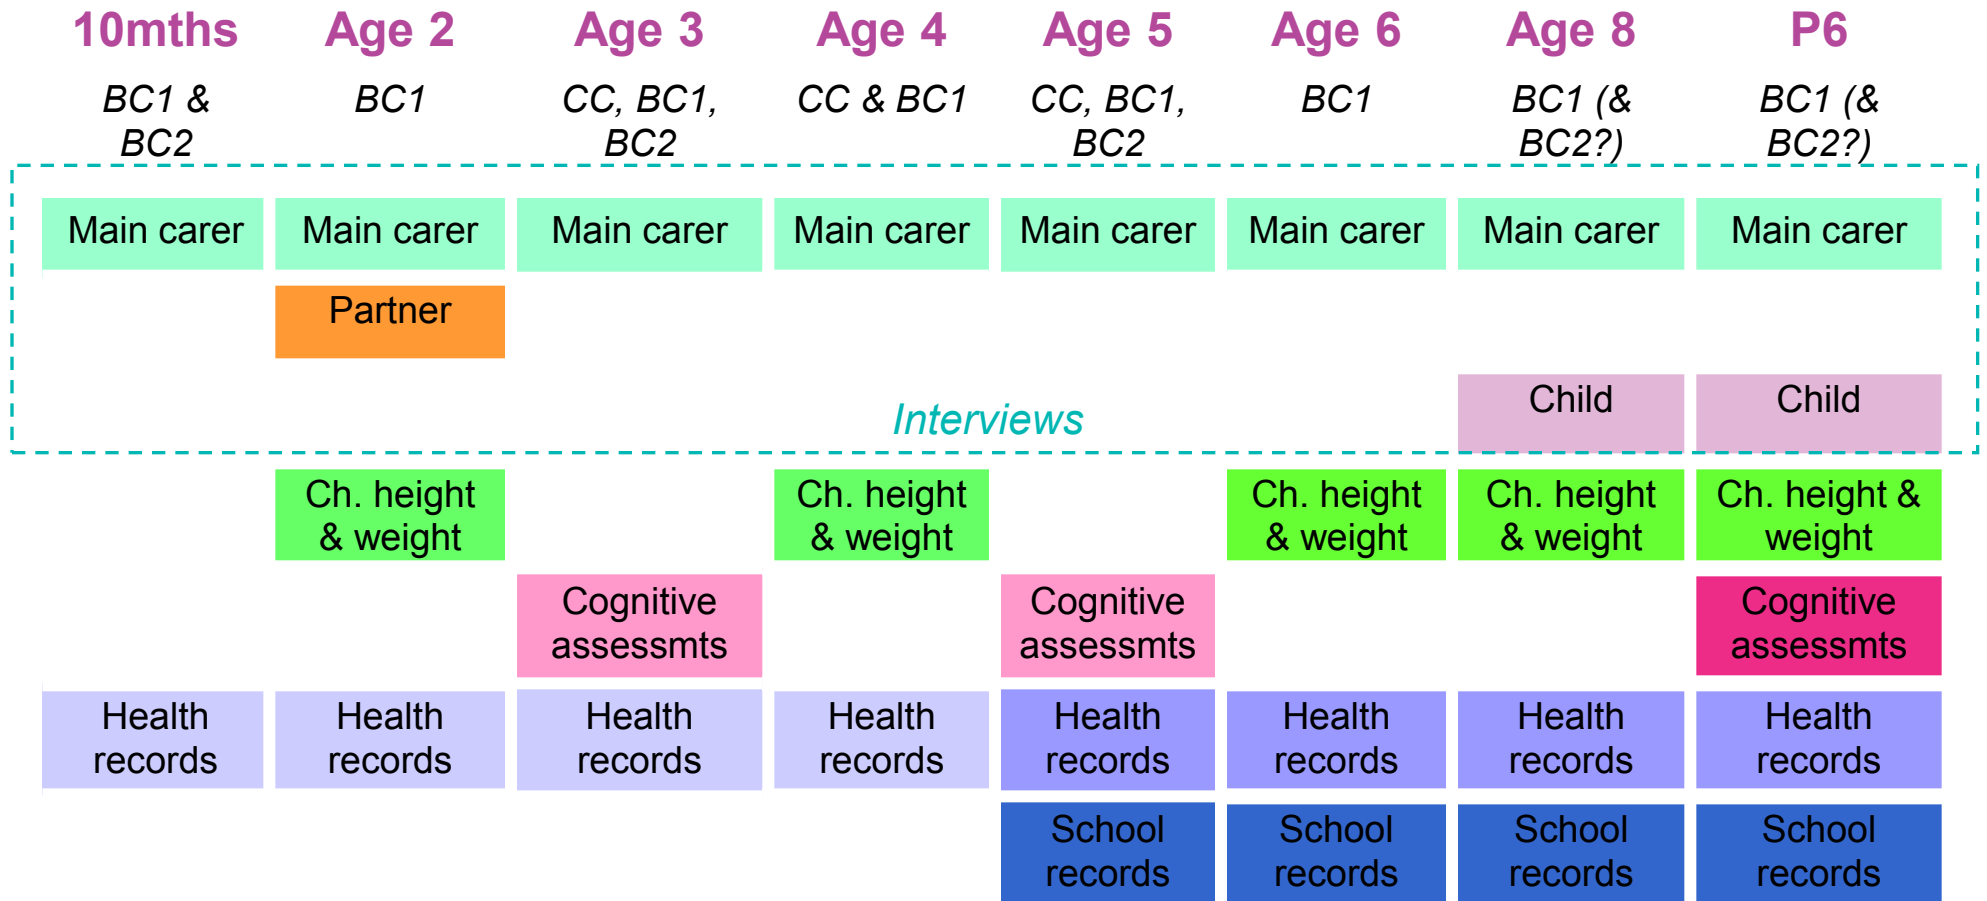 10mths Age 2 Age 3 Age 4 Age 5 Age 6 Age 8 P6
BC1 & BC1 CC, BC1, CC & BC1 CC, BC1, BC1 BC1 (& BC1 (&
BC2 BC2 BC2 BC2?) BC2?)
Main carer Main carer Main carer Main carer Main carer Main carer Main carer Main carer
Partner
Child Child
Interviews
Ch. height Ch. height Ch. height Ch. height Ch. height &
& weight & weight & weight & weight weight
Cognitive Cognitive Cognitive
assessmts assessmts assessmts
Health Health Health Health Health Health Health Health
records records records records records records records records
School School School School
records records records records